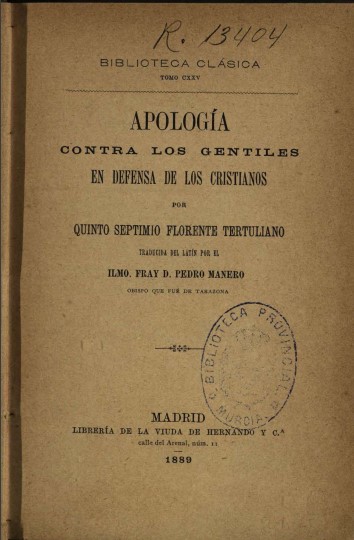 R. 13404
BIBLIOTECA CLÁSICA
TOMO CXXV
APOLOGÍA
CONTRA LOS GENTILES
EN DEFENSA DE LOS CRISTIANOS
POR
QUINTO SEPTIMIO FLORENTE TERTULIANO
TRADUCIDA DEL LATÍN POR EL
ILMO. FRAY D. PEDRO MANERO
OBISPO QUE FUÉ DE TARAZONA
BIBLIOTECA PROVINCIAL
MURCIA
MADRID
LIBRERÍA DE LA VIUDA DE HERNANDO Y C.ª
calle del Arenal, núm. 11
1889